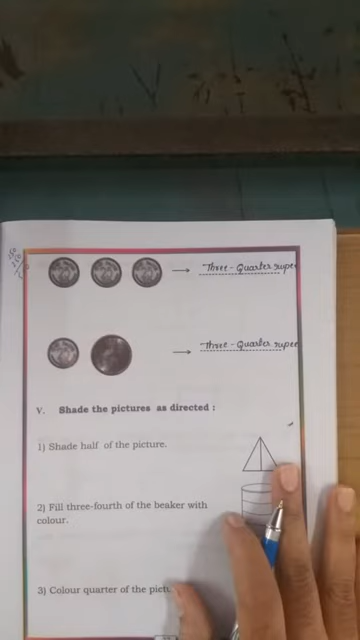 Three-Quarter rupee
Three-Quarter rupee
V. Shade the pictures as directed :
1) Shade half of the picture.
2) Fill three-fourth of the beaker with
colour.
3) Colour quarter of the